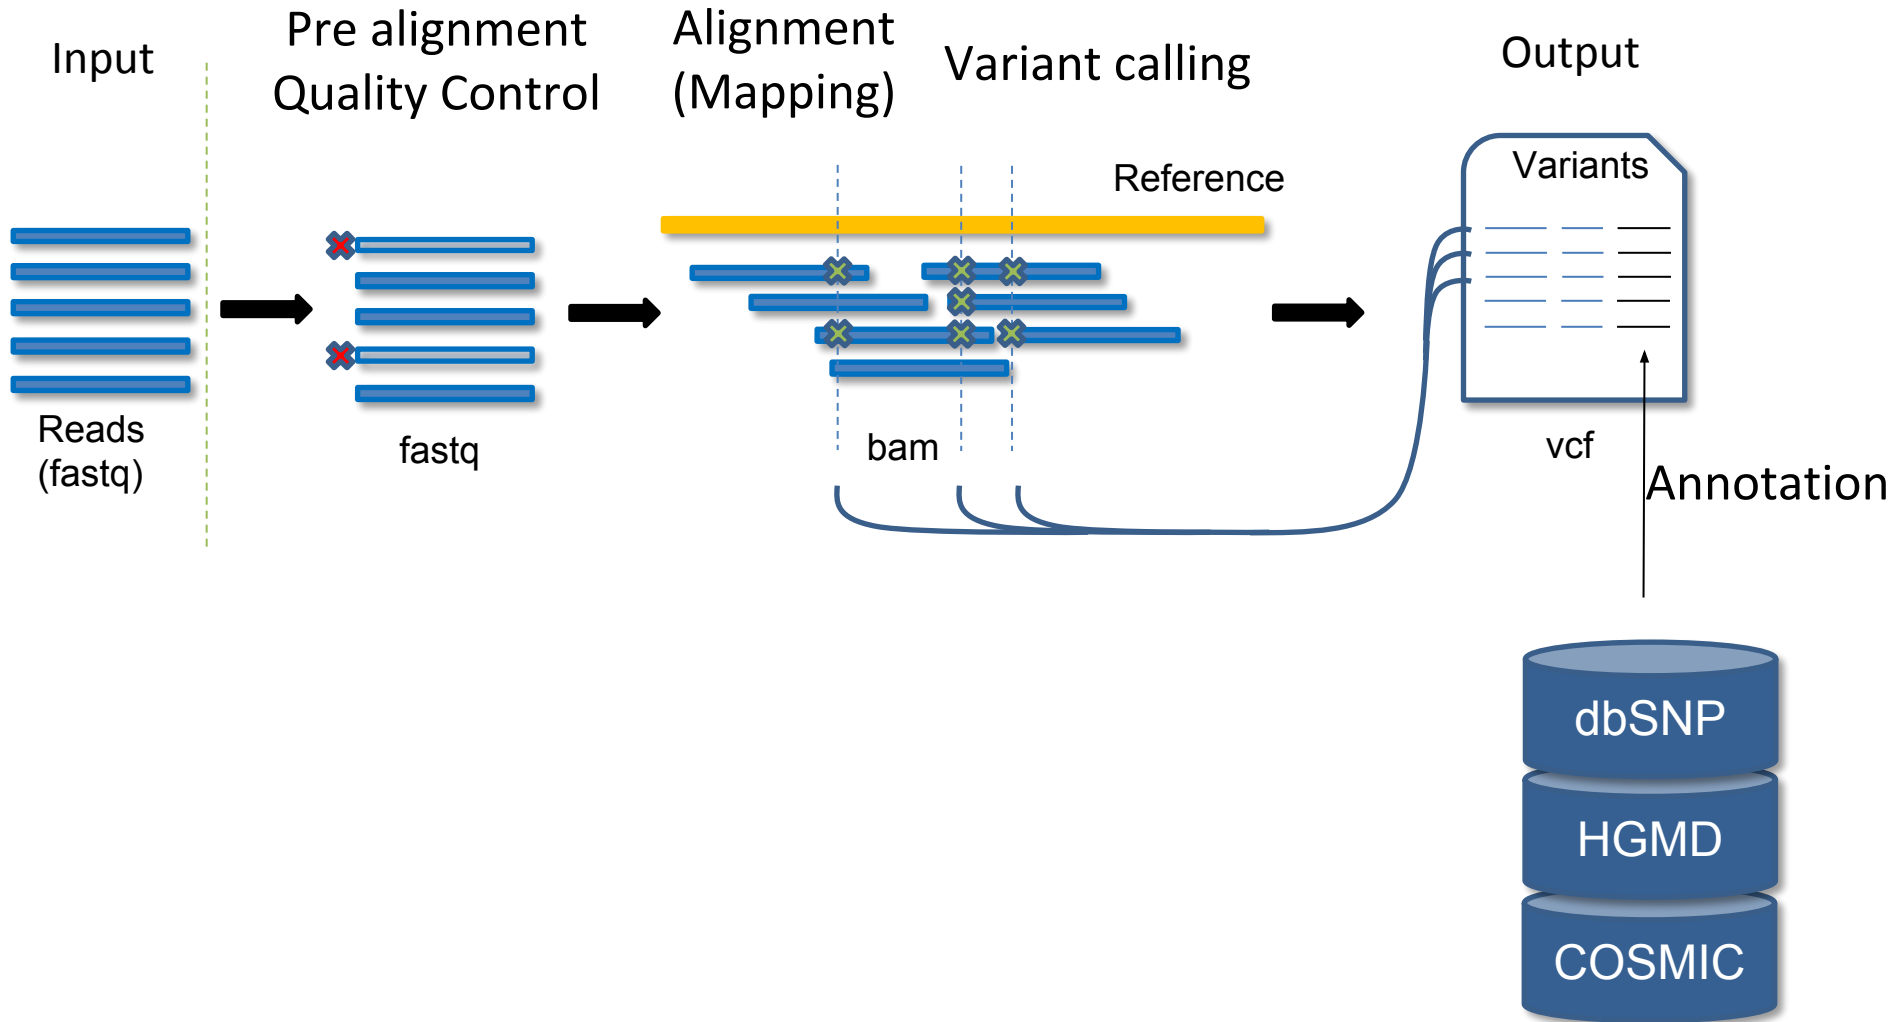 Input
Pre alignment
Quality Control
Alignment
(Mapping)
Variant calling
Output
Reference
Variants
Reads
(fastq)
fastq
bam
vcf
Annotation
dbSNP
HGMD
COSMIC